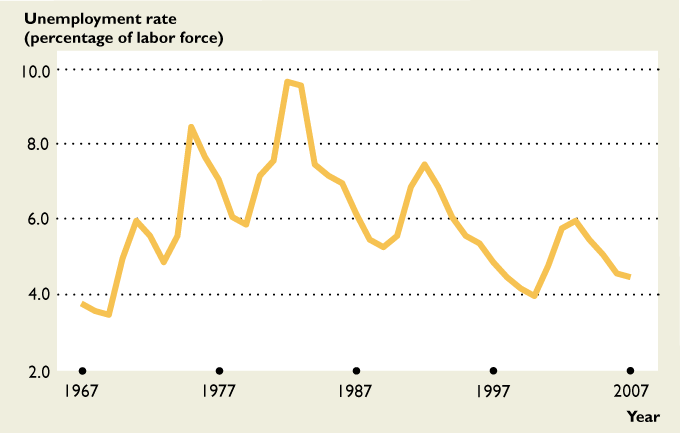 Unemployment rate
(percentage of labor force)
10.0
8.0
6.0
4.0
2.0
1967 1977 1987 1997 2007
Year